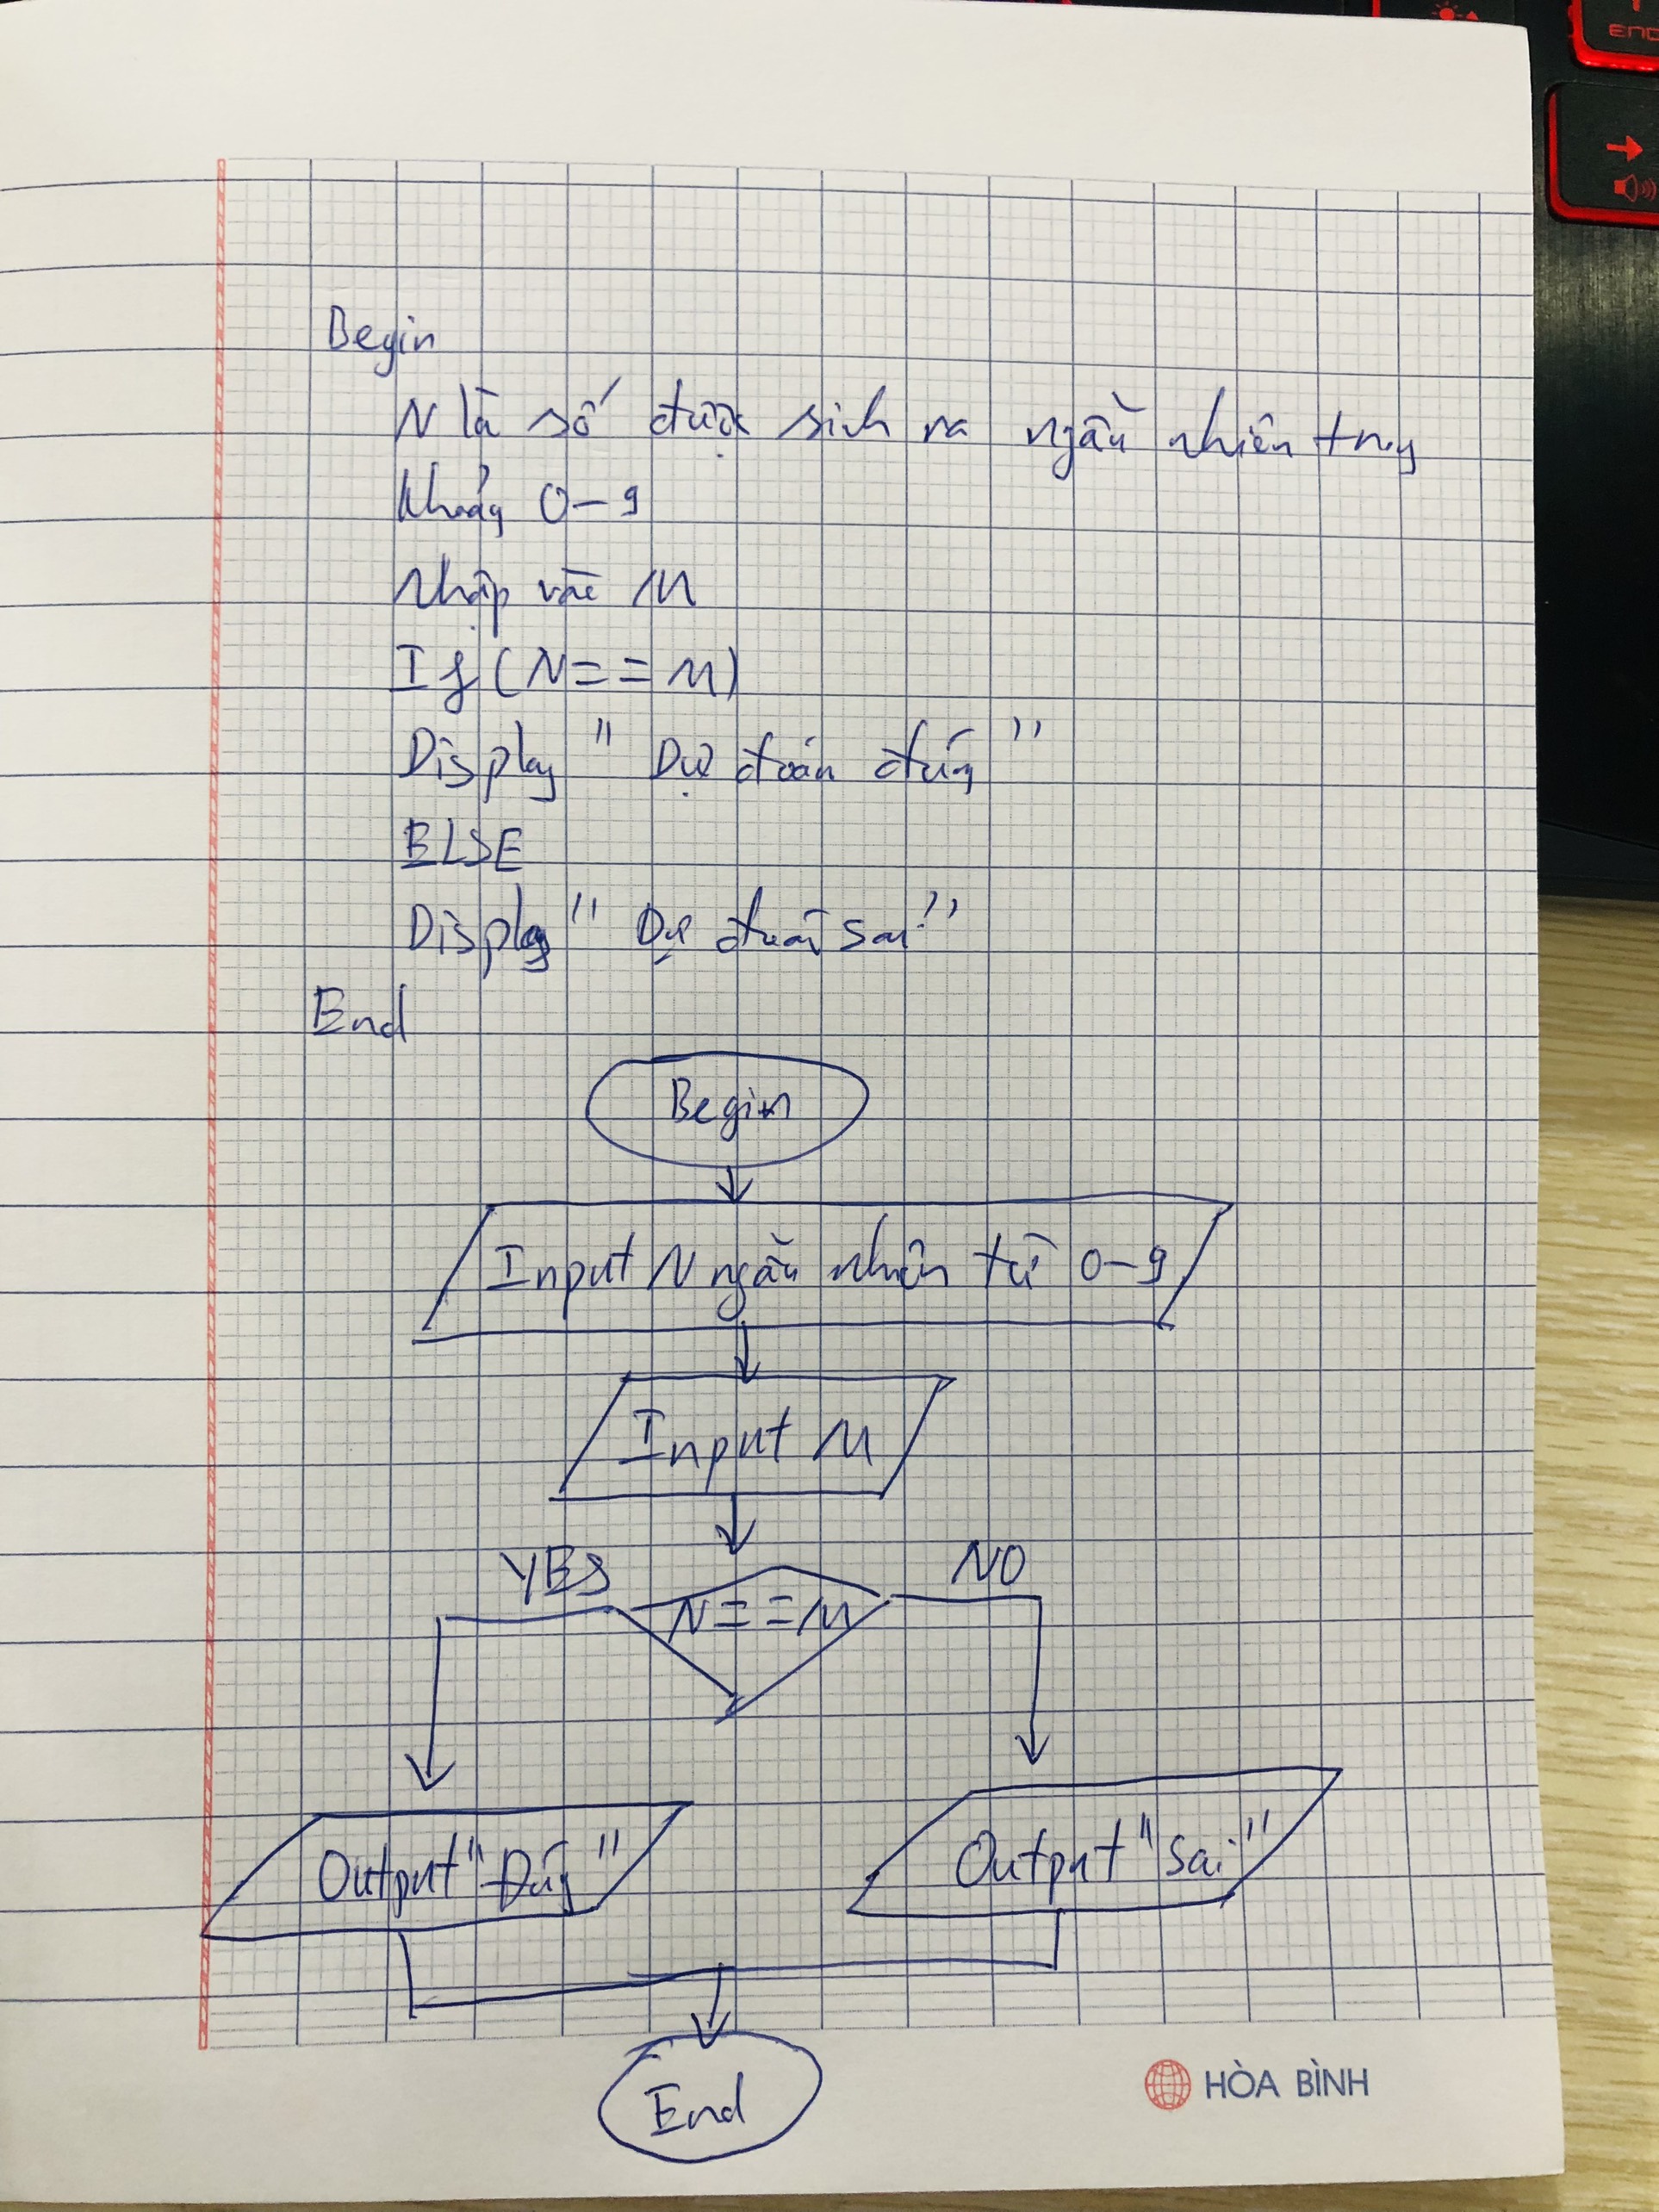 Begin
N là số được sinh ra ngẫu nhiên trong
khoảng 0-9
Nhập vào M
If (N == M)
Display " Dự đoán đúng "
ELSE
Display " Dự đoán sai "
End
Begin
Input N ngẫu nhiên từ 0-9
Input M
YES
NO
N == M
Output "Đúng"
Output "Sai"
End
HÒA BÌNH
END